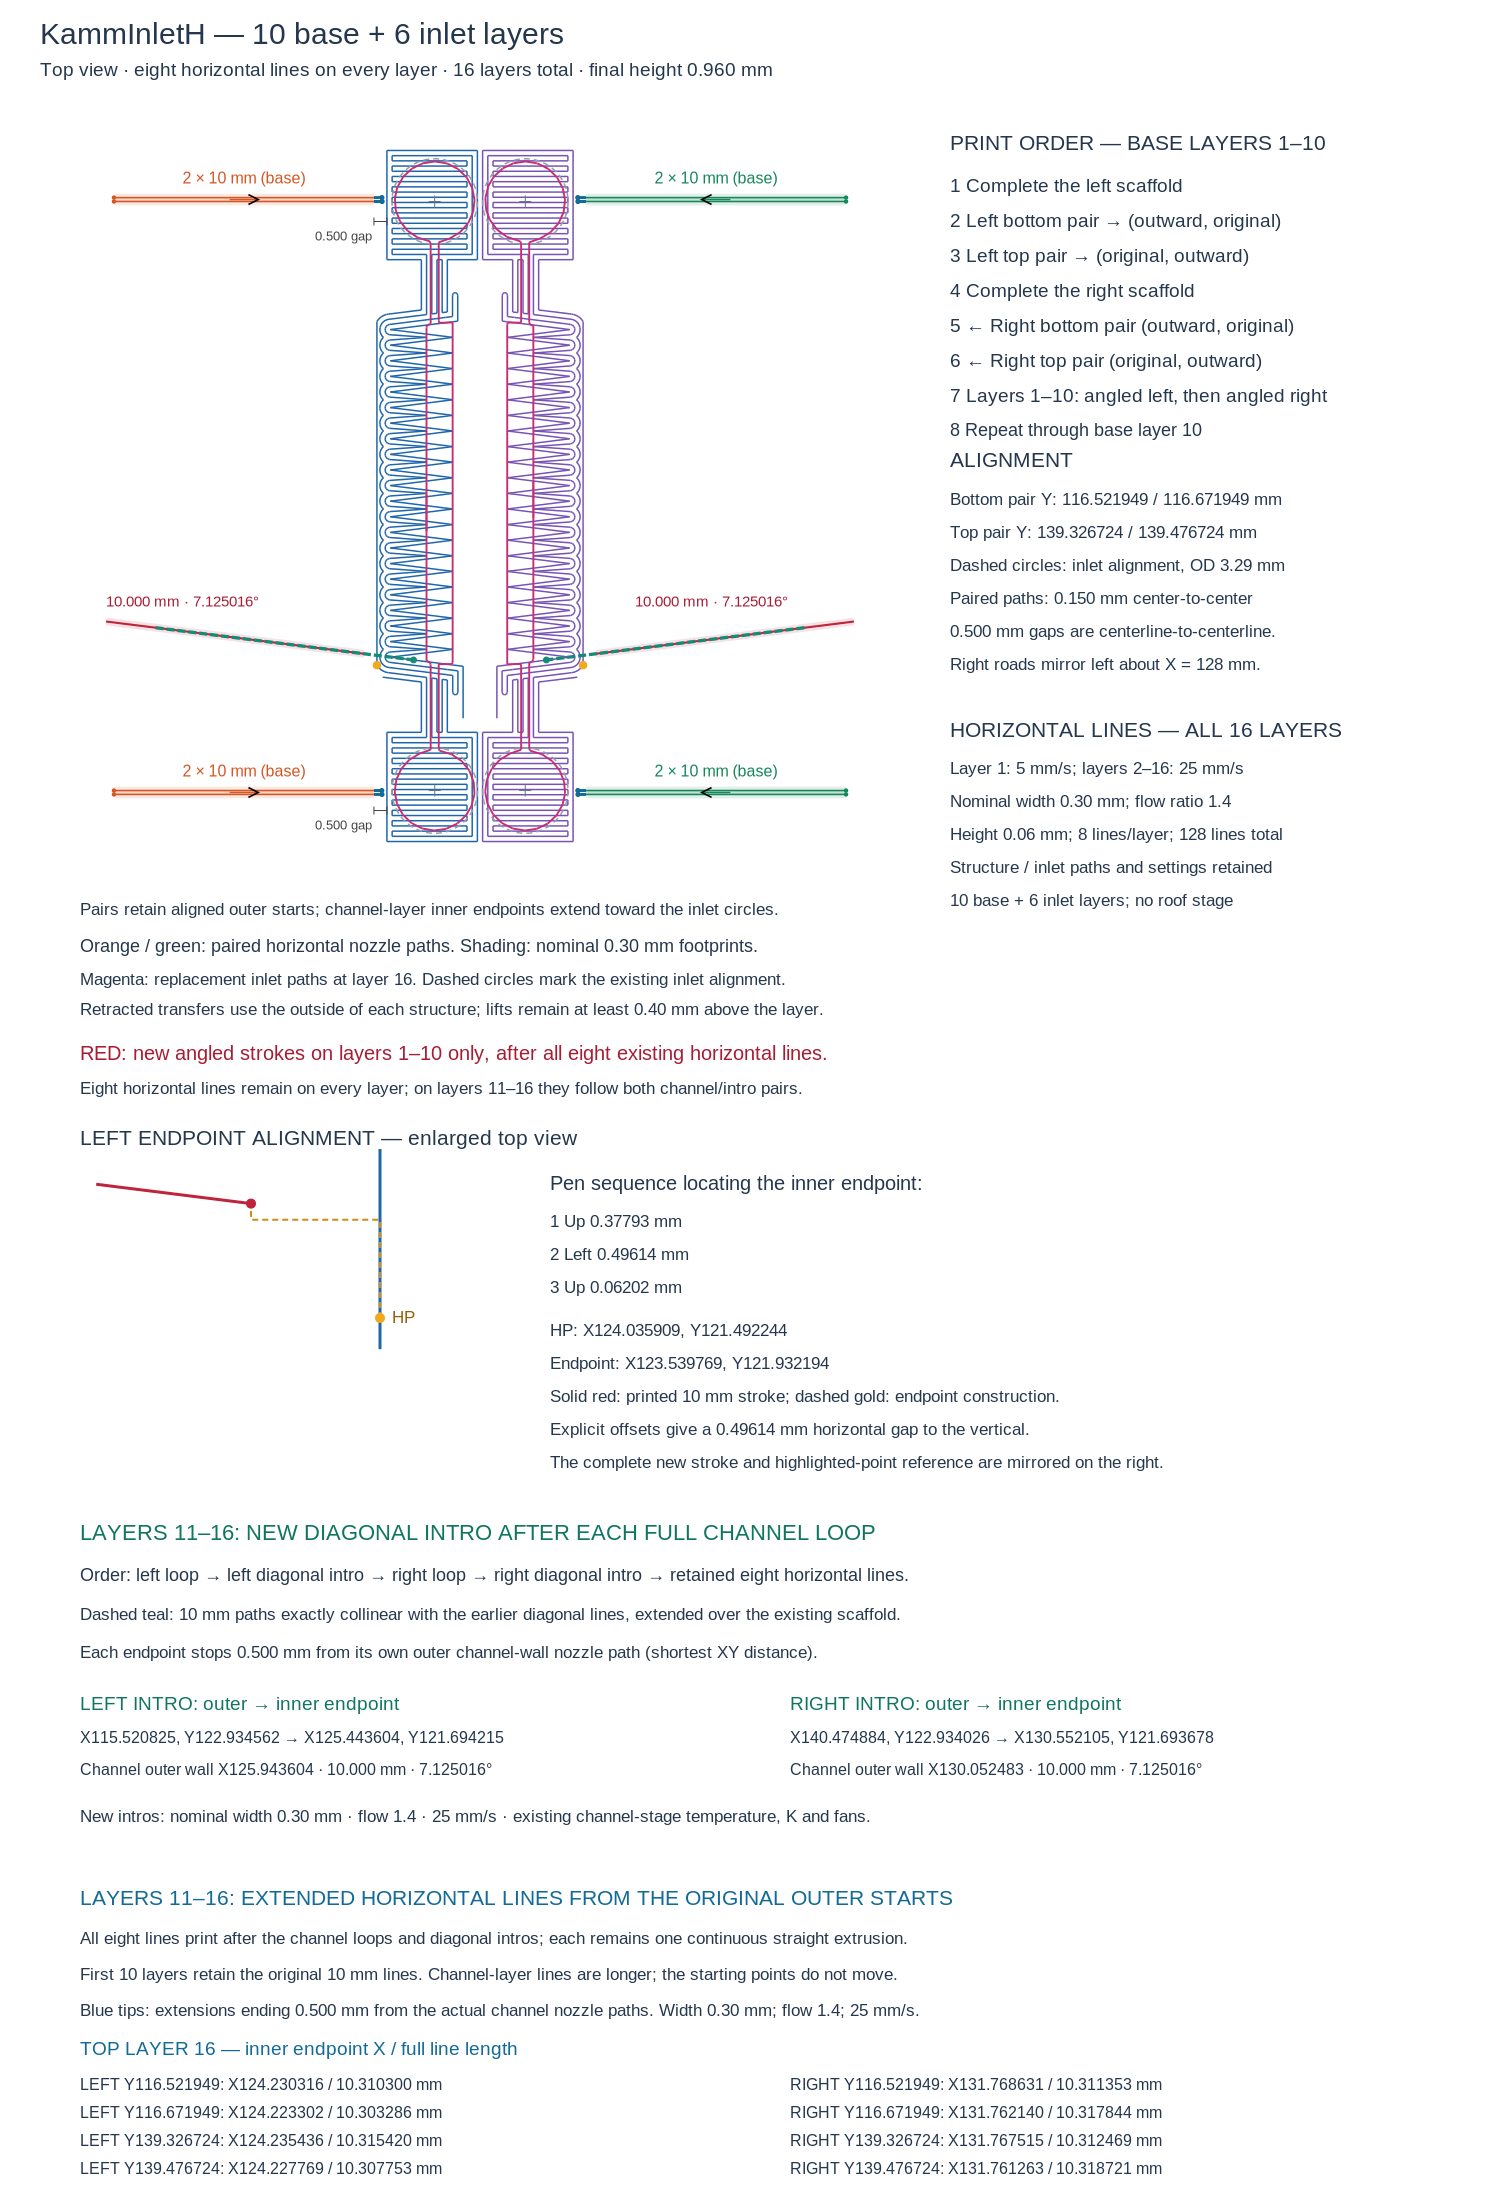 KammInletH — 10 base + 6 inlet layers
Top view · eight horizontal lines on every layer · 16 layers total · final height 0.960 mm
2 × 10 mm (base)
2 × 10 mm (base)
0.500 gap
10.000 mm · 7.125016°
10.000 mm · 7.125016°
2 × 10 mm (base)
2 × 10 mm (base)
0.500 gap
PRINT ORDER — BASE LAYERS 1–10
1 Complete the left scaffold
2 Left bottom pair → (outward, original)
3 Left top pair → (original, outward)
4 Complete the right scaffold
5 ← Right bottom pair (outward, original)
6 ← Right top pair (original, outward)
7 Layers 1–10: angled left, then angled right
8 Repeat through base layer 10
ALIGNMENT
Bottom pair Y: 116.521949 / 116.671949 mm
Top pair Y: 139.326724 / 139.476724 mm
Dashed circles: inlet alignment, OD 3.29 mm
Paired paths: 0.150 mm center-to-center
0.500 mm gaps are centerline-to-centerline.
Right roads mirror left about X = 128 mm.
HORIZONTAL LINES — ALL 16 LAYERS
Layer 1: 5 mm/s; layers 2–16: 25 mm/s
Nominal width 0.30 mm; flow ratio 1.4
Height 0.06 mm; 8 lines/layer; 128 lines total
Structure / inlet paths and settings retained
10 base + 6 inlet layers; no roof stage
Pairs retain aligned outer starts; channel-layer inner endpoints extend toward the inlet circles.
Orange / green: paired horizontal nozzle paths. Shading: nominal 0.30 mm footprints.
Magenta: replacement inlet paths at layer 16. Dashed circles mark the existing inlet alignment.
Retracted transfers use the outside of each structure; lifts remain at least 0.40 mm above the layer.
RED: new angled strokes on layers 1–10 only, after all eight existing horizontal lines.
Eight horizontal lines remain on every layer; on layers 11–16 they follow both channel/intro pairs.
LEFT ENDPOINT ALIGNMENT — enlarged top view
HP
Pen sequence locating the inner endpoint:
1 Up 0.37793 mm
2 Left 0.49614 mm
3 Up 0.06202 mm
HP: X124.035909, Y121.492244
Endpoint: X123.539769, Y121.932194
Solid red: printed 10 mm stroke; dashed gold: endpoint construction.
Explicit offsets give a 0.49614 mm horizontal gap to the vertical.
The complete new stroke and highlighted-point reference are mirrored on the right.
LAYERS 11–16: NEW DIAGONAL INTRO AFTER EACH FULL CHANNEL LOOP
Order: left loop → left diagonal intro → right loop → right diagonal intro → retained eight horizontal lines.
Dashed teal: 10 mm paths exactly collinear with the earlier diagonal lines, extended over the existing scaffold.
Each endpoint stops 0.500 mm from its own outer channel-wall nozzle path (shortest XY distance).
LEFT INTRO: outer → inner endpoint
X115.520825, Y122.934562 → X125.443604, Y121.694215
Channel outer wall X125.943604 · 10.000 mm · 7.125016°
RIGHT INTRO: outer → inner endpoint
X140.474884, Y122.934026 → X130.552105, Y121.693678
Channel outer wall X130.052483 · 10.000 mm · 7.125016°
New intros: nominal width 0.30 mm · flow 1.4 · 25 mm/s · existing channel-stage temperature, K and fans.
LAYERS 11–16: EXTENDED HORIZONTAL LINES FROM THE ORIGINAL OUTER STARTS
All eight lines print after the channel loops and diagonal intros; each remains one continuous straight extrusion.
First 10 layers retain the original 10 mm lines. Channel-layer lines are longer; the starting points do not move.
Blue tips: extensions ending 0.500 mm from the actual channel nozzle paths. Width 0.30 mm; flow 1.4; 25 mm/s.
TOP LAYER 16 — inner endpoint X / full line length
LEFT Y116.521949: X124.230316 / 10.310300 mm
LEFT Y116.671949: X124.223302 / 10.303286 mm
LEFT Y139.326724: X124.235436 / 10.315420 mm
LEFT Y139.476724: X124.227769 / 10.307753 mm
RIGHT Y116.521949: X131.768631 / 10.311353 mm
RIGHT Y116.671949: X131.762140 / 10.317844 mm
RIGHT Y139.326724: X131.767515 / 10.312469 mm
RIGHT Y139.476724: X131.761263 / 10.318721 mm